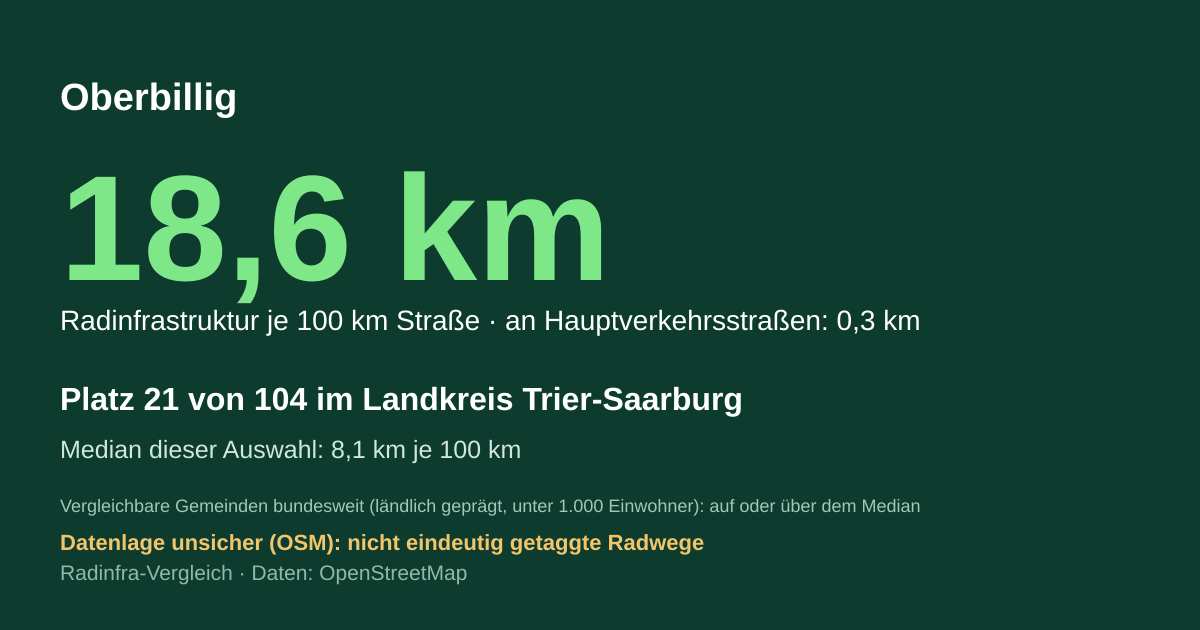 Oberbillig
18,6 km
Radinfrastruktur je 100 km Straße · an Hauptverkehrsstraßen: 0,3 km
Platz 21 von 104 im Landkreis Trier-Saarburg
Median dieser Auswahl: 8,1 km je 100 km
Vergleichbare Gemeinden bundesweit (ländlich geprägt, unter 1.000 Einwohner): auf oder über dem Median
Datenlage unsicher (OSM): nicht eindeutig getaggte Radwege
Radinfra-Vergleich · Daten: OpenStreetMap